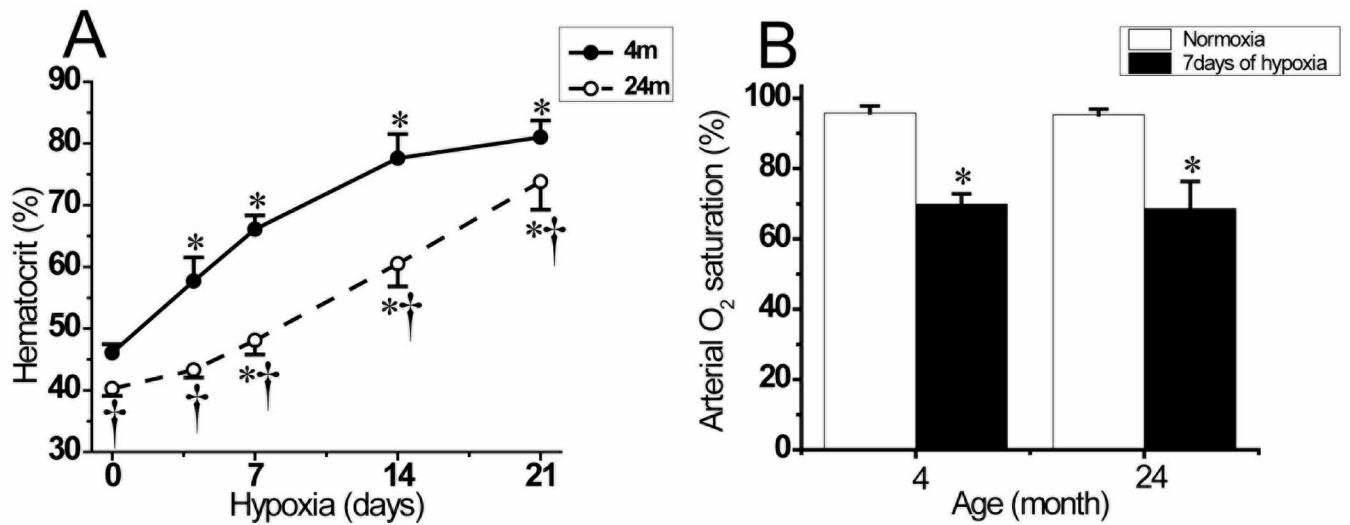 A
4m
24m
Hematocrit (%)
90
80
70
60
50
40
30
*
*
*
*
*
†
†
*†
*†
*†
0 7 14 21
Hypoxia (days)
B
Normoxia
7days of hypoxia
Arterial O₂ saturation (%)
100
80
60
40
20
0
*
*
4 24
Age (month)